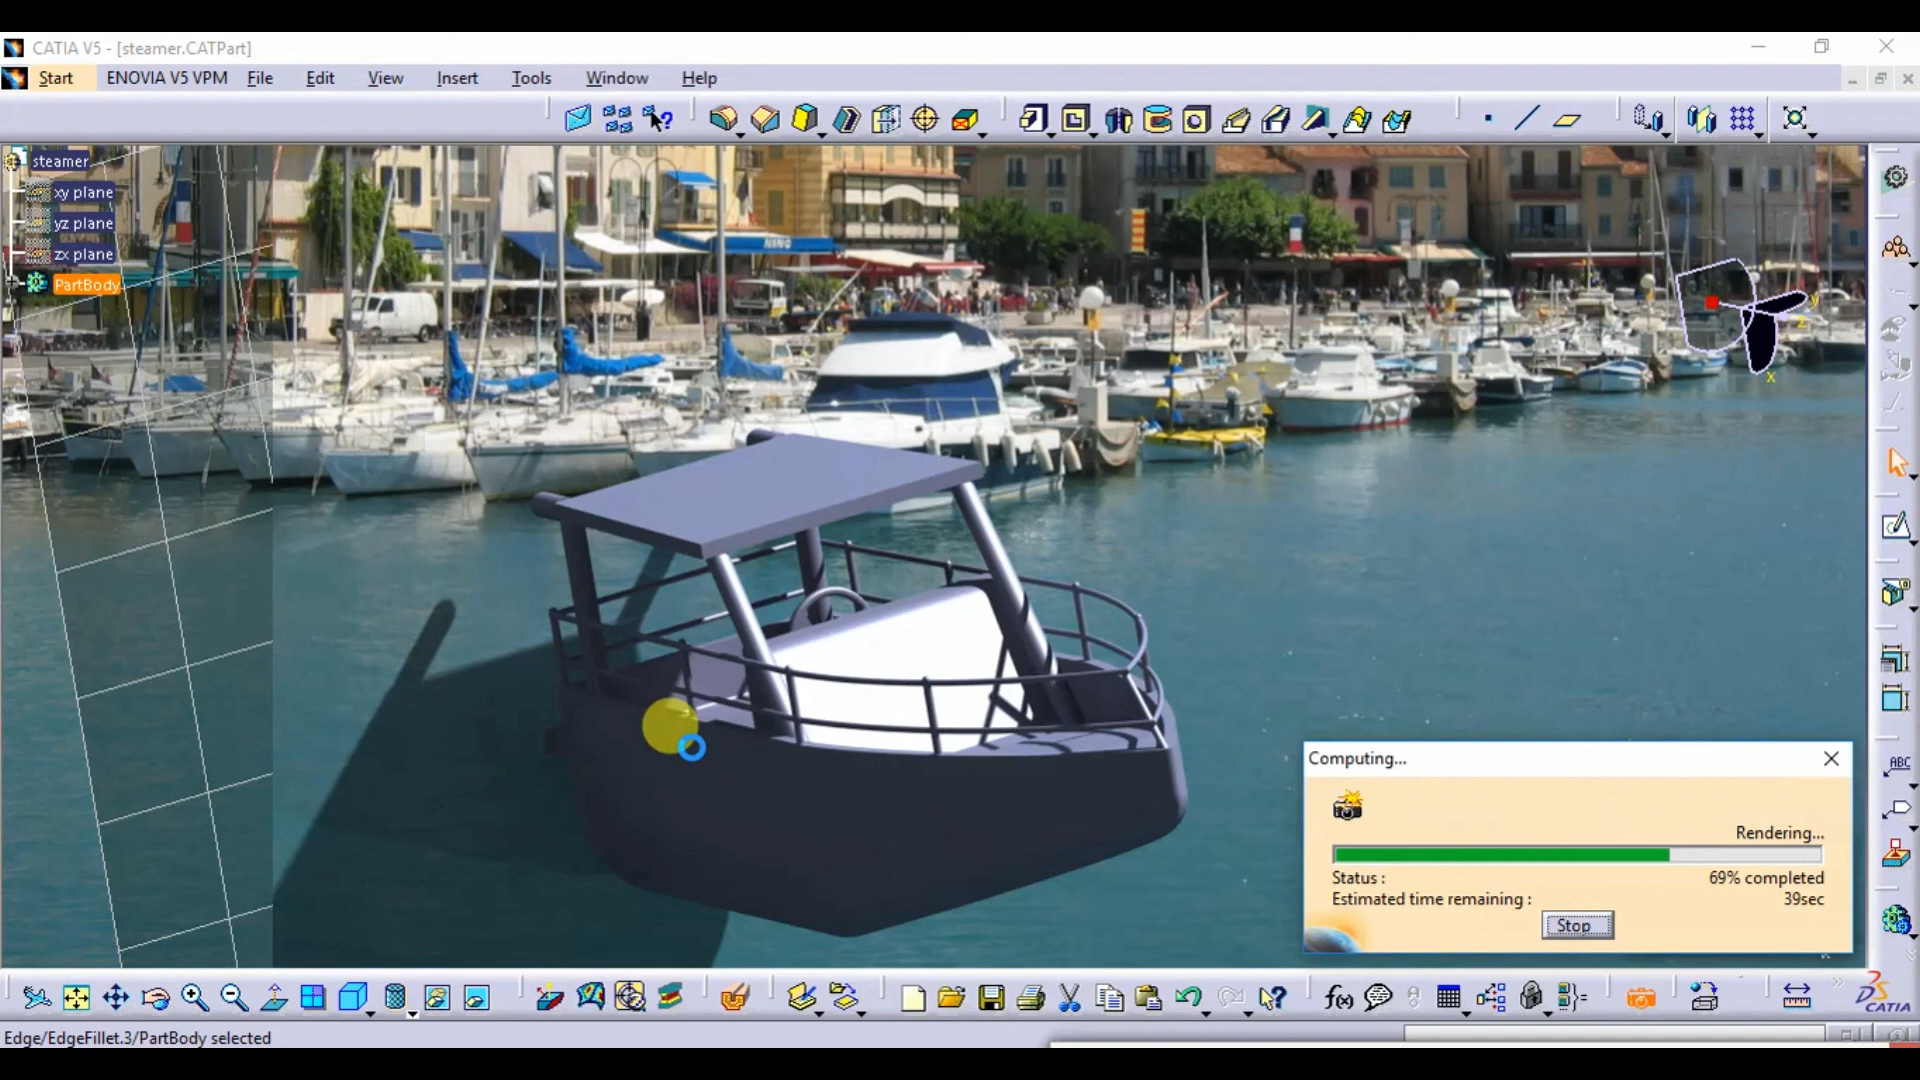 CATIA V5 - [steamer.CATPart]
Start ENOVIA V5 VPM File Edit View Insert Tools Window Help
steamer
xy plane
yz plane
zx plane
PartBody
NINO
y
z
x
Computing...
Rendering...
Status : 69% completed
Estimated time remaining : 39sec
Stop
ABC
f(x)
CATIA
Edge/EdgeFillet.3/PartBody selected